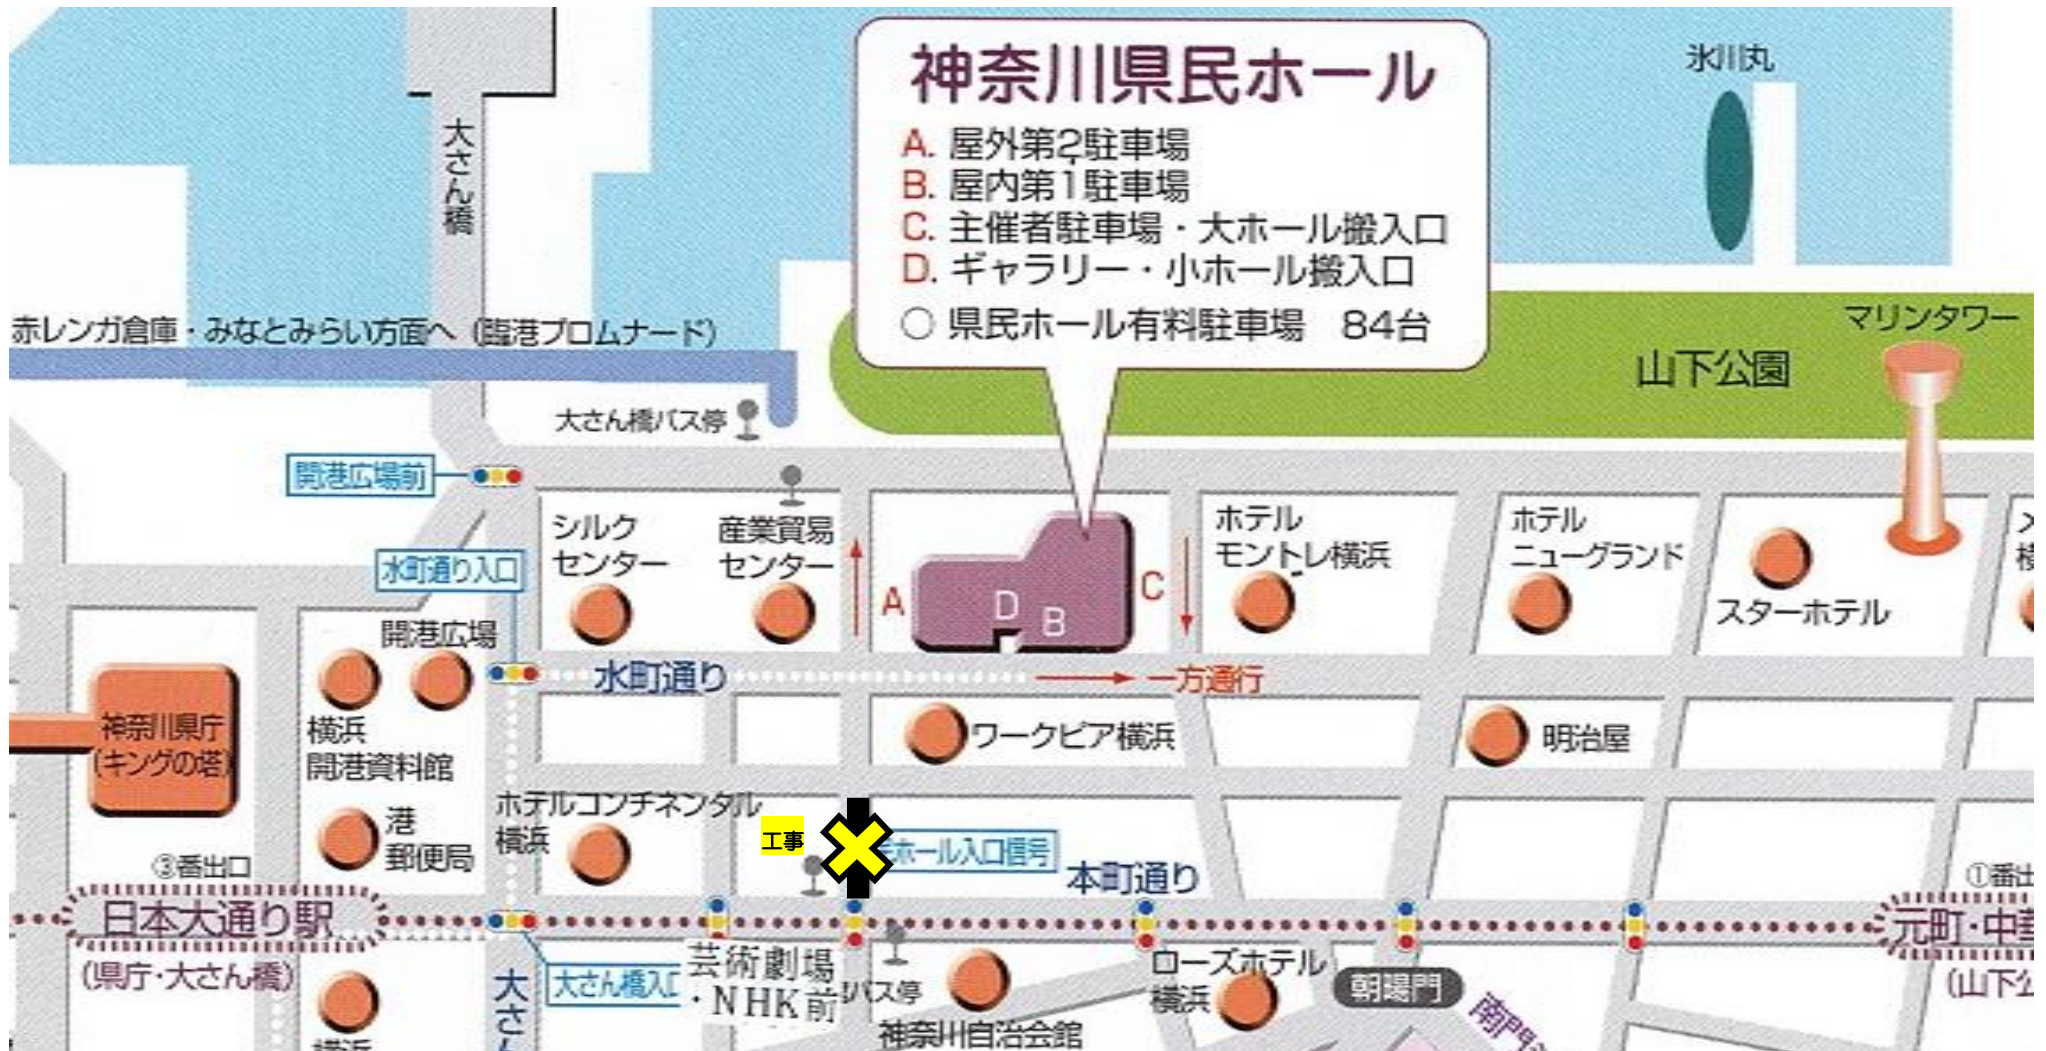 神奈川県民ホール
A. 屋外第2駐車場
B. 屋内第1駐車場
C. 主催者駐車場・大ホール搬入口
D. ギャラリー・小ホール搬入口
○ 県民ホール有料駐車場 84台
氷川丸
大さん橋
赤レンガ倉庫・みなとみらい方面へ (臨港プロムナード)
マリンタワー
山下公園
大さん橋バス停
開港広場前
シルク
センター
産業貿易
センター
ホテル
モントレ横浜
ホテル
ニューグランド
スターホテル
水町通り入口
A
D
B
C
開港広場
水町通り
一方通行
神奈川県庁
(キングの塔)
横浜
開港資料館
ワークピア横浜
明治屋
港
郵便局
ホテルコンチネンタル
横浜
工事
ホール入口信号
本町通り
③番出口
①番出
日本大通り駅
(県庁・大さん橋)
元町・中華
(山下公
大さん橋入口
芸術劇場
・NHK前
バス停
神奈川自治会館
ローズホテル
横浜
朝陽門
南門
大さん
横浜